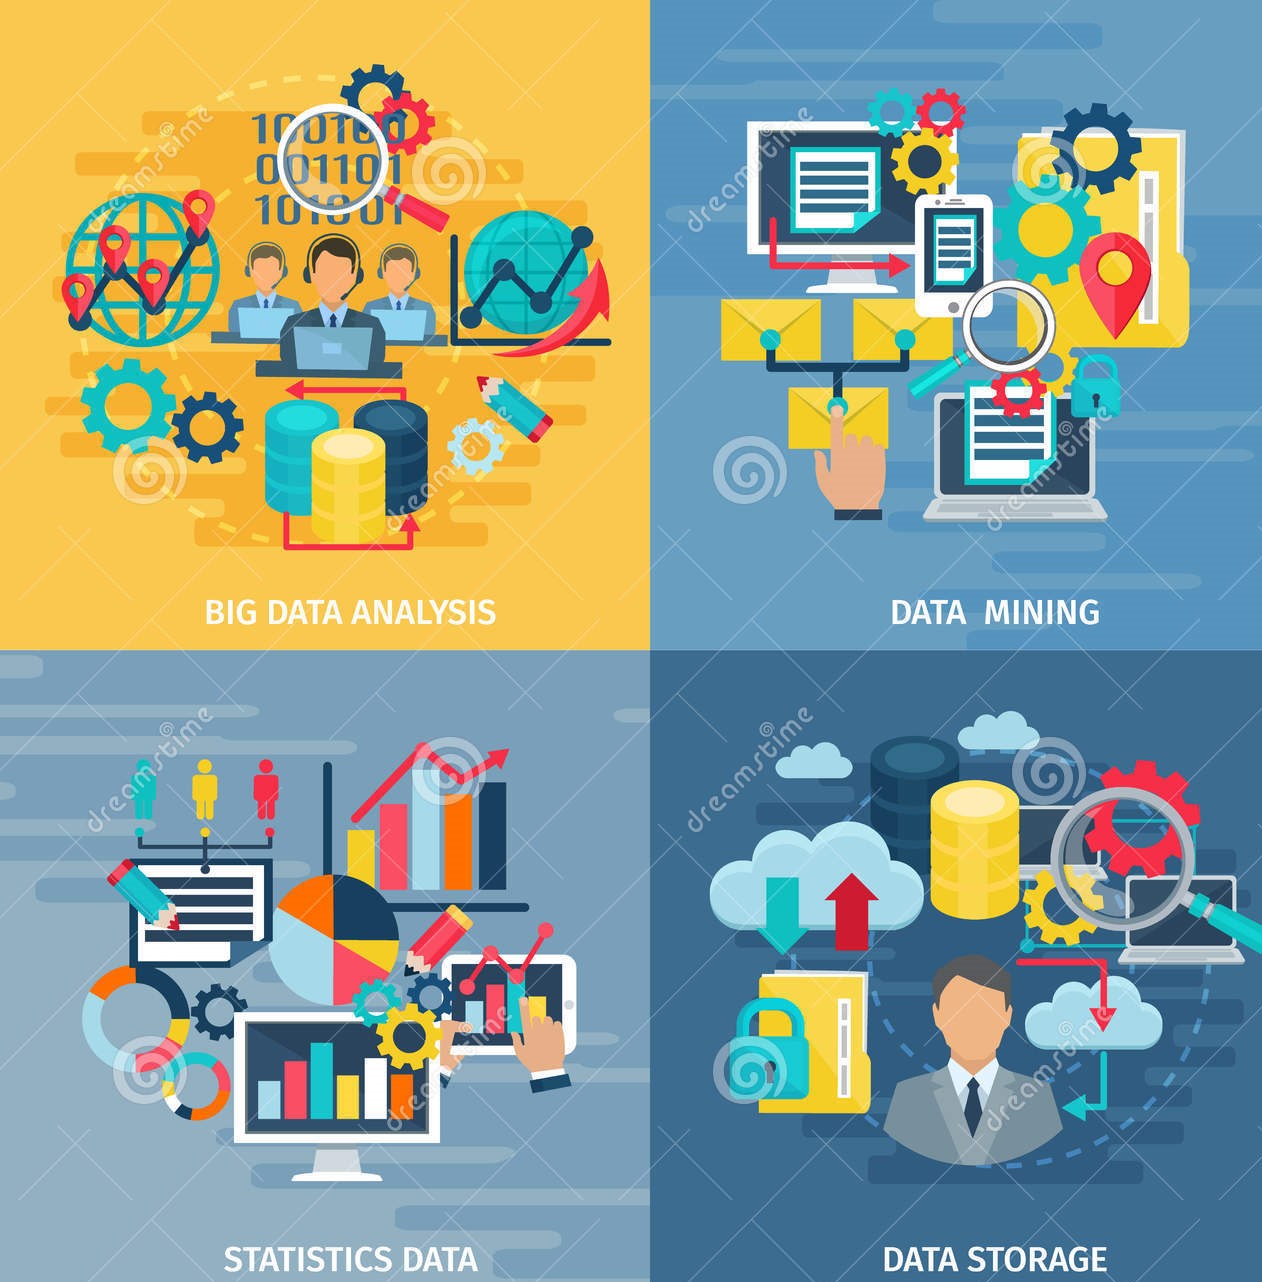 100100
001101
101001
BIG DATA ANALYSIS
DATA MINING
STATISTICS DATA
DATA STORAGE
dreamstime
dreamstime
dreamstime
dreamstime
dreamstime
dreamstime
dreamstime
dreamstime